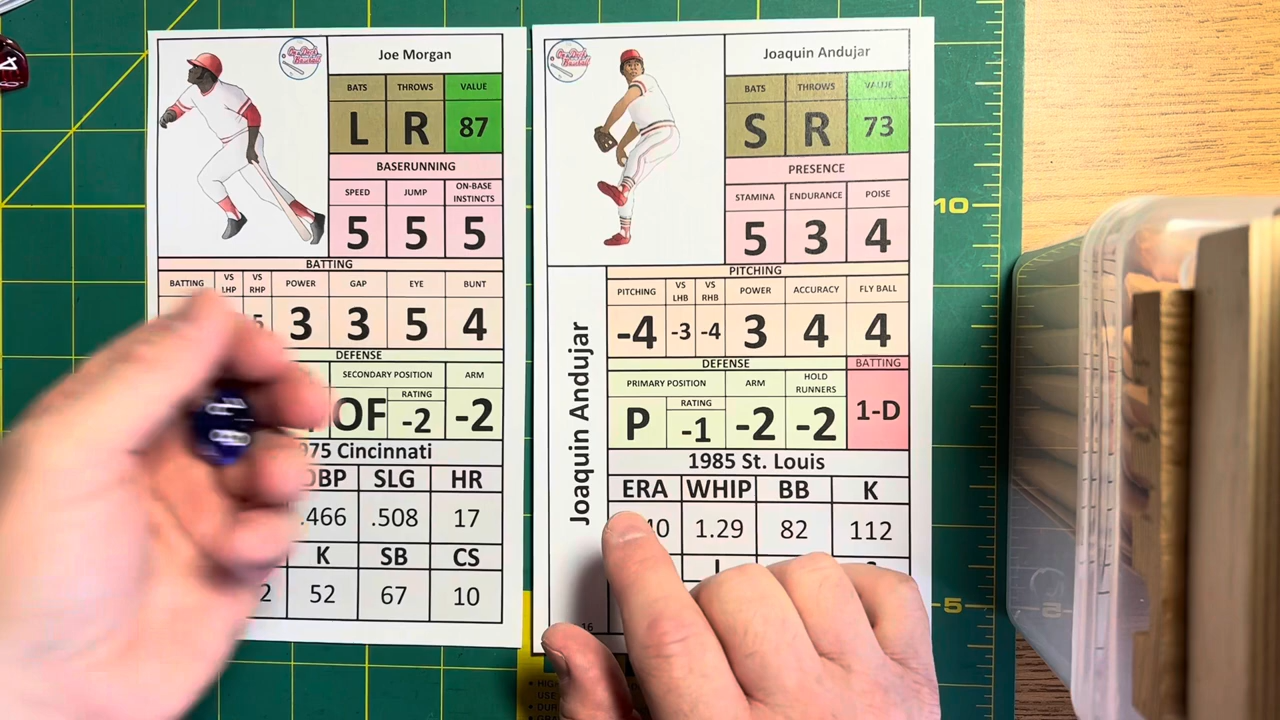 Joe Morgan
BATS THROWS VALUE
L R 87
BASERUNNING
SPEED JUMP ON-BASE INSTINCTS
5 5 5
BATTING
BATTING VS LHP VS RHP POWER GAP EYE BUNT
3 3 5 4
DEFENSE
SECONDARY POSITION ARM
RATING
OF -2 -2
Cincinnati
SLG HR
.466 .508 17
K SB CS
52 67 10
Joaquin Andujar
BATS THROWS VALUE
S R 73
PRESENCE
STAMINA ENDURANCE POISE
5 3 4
PITCHING
PITCHING VS LHB VS RHB POWER ACCURACY FLY BALL
-4 -3 -4 3 4 4
DEFENSE BATTING
PRIMARY POSITION ARM HOLD RUNNERS
RATING
P -1 -2 -2 1-D
1985 St. Louis
ERA WHIP BB K
1.29 82 112
Joaquin Andujar
16
10
5